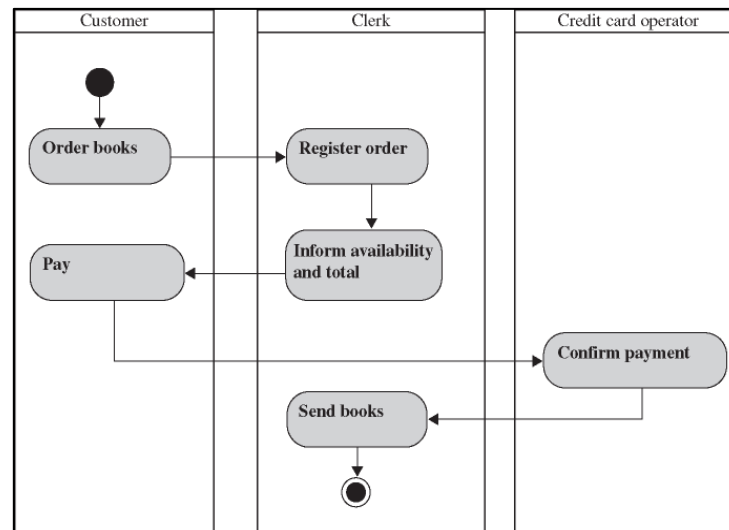 Customer
Clerk
Credit card operator
Order books
Register order
Inform availability
and total
Pay
Confirm payment
Send books